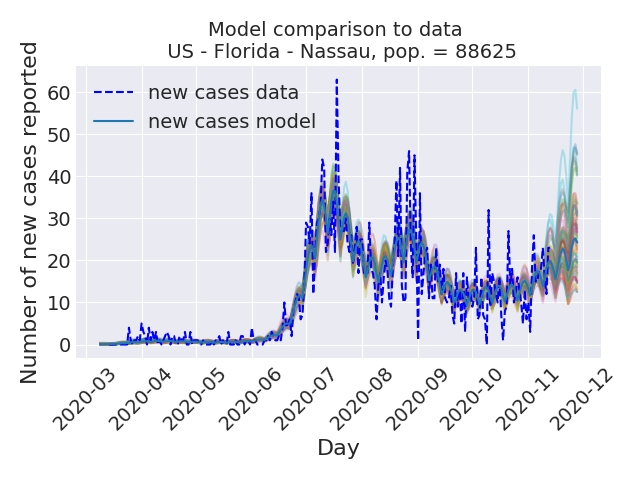 Model comparison to data
US - Florida - Nassau, pop. = 88625
Number of new cases reported
60
50
40
30
20
10
0
new cases data
new cases model
2020-03
2020-04
2020-05
2020-06
2020-07
2020-08
2020-09
2020-10
2020-11
2020-12
Day